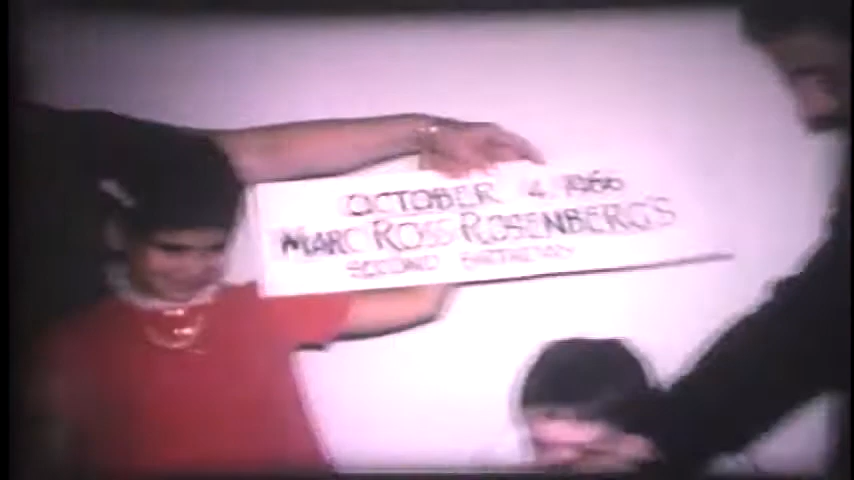 OCTOBER 4, 1966
MARC ROSS ROSENBERG'S
SECOND BIRTHDAY